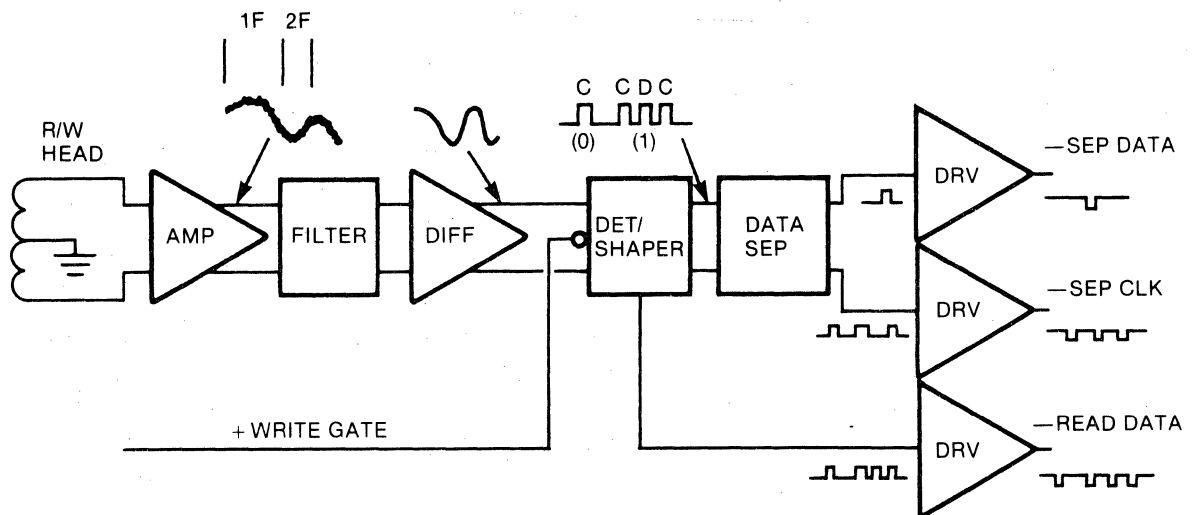 1F 2F
C C D C
(0) (1)
R/W
HEAD
AMP
FILTER
DIFF
DET/
SHAPER
DATA
SEP
DRV
—SEP DATA
DRV
—SEP CLK
+ WRITE GATE
DRV
—READ DATA